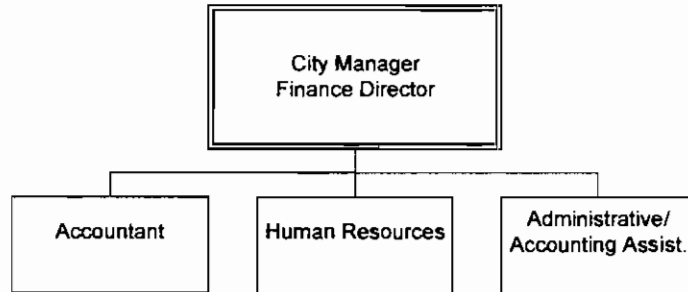 City Manager
Finance Director
Accountant
Human Resources
Administrative/
Accounting Assist.